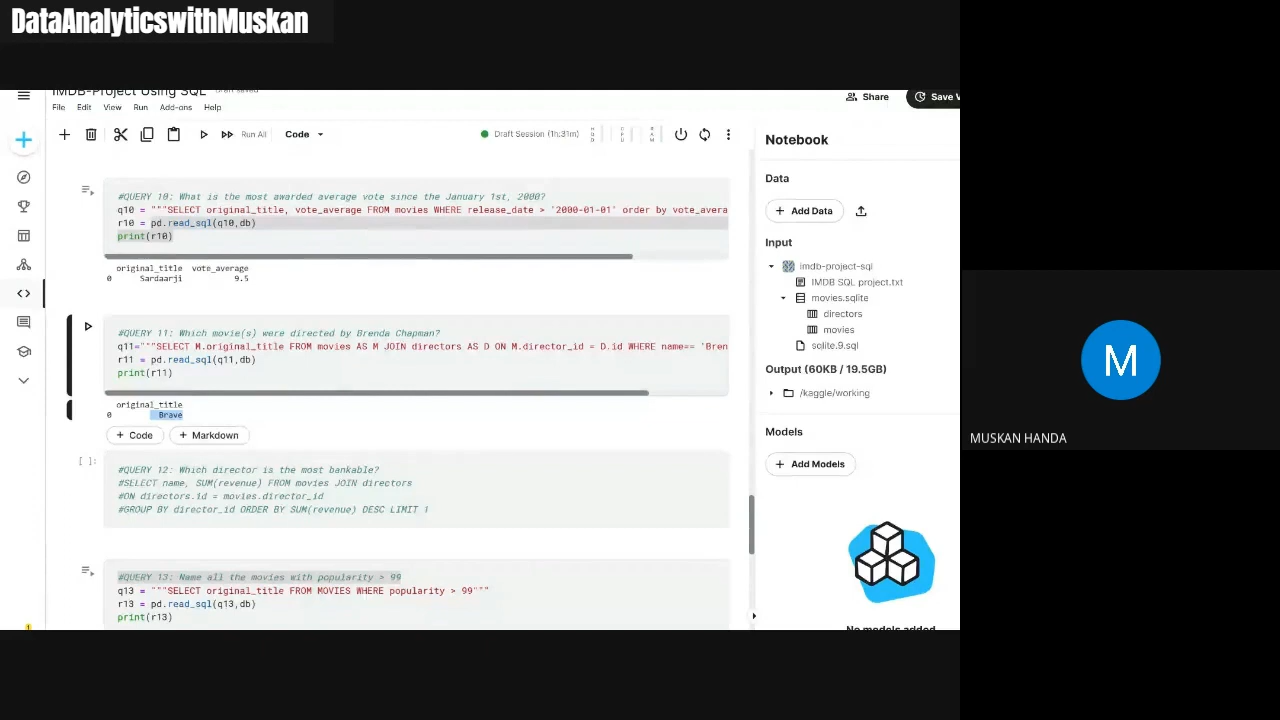 DataAnalyticswithMuskan
IMDB-Project Using SQL Draft saved
File Edit View Run Add-ons Help
Share
Save V
Run All Code
Draft Session (1h:31m)
Notebook
Data
+ Add Data
Input
imdb-project-sql
IMDB SQL project.txt
movies.sqlite
directors
movies
sqlite.9.sql
Output (60KB / 19.5GB)
/kaggle/working
Models
+ Add Models
No models added
#QUERY 10: What is the most awarded average vote since the January 1st, 2000?
q10 = """SELECT original_title, vote_average FROM movies WHERE release_date > '2000-01-01' order by vote_avera
r10 = pd.read_sql(q10,db)
print(r10)
original_title vote_average
0 Sardaarji 9.5
#QUERY 11: Which movie(s) were directed by Brenda Chapman?
q11="""SELECT M.original_title FROM movies AS M JOIN directors AS D ON M.director_id = D.id WHERE name== 'Bren
r11 = pd.read_sql(q11,db)
print(r11)
original_title
0 Brave
+ Code + Markdown
[ ]:
#QUERY 12: Which director is the most bankable?
#SELECT name, SUM(revenue) FROM movies JOIN directors
#ON directors.id = movies.director_id
#GROUP BY director_id ORDER BY SUM(revenue) DESC LIMIT 1
#QUERY 13: Name all the movies with popularity > 99
q13 = """SELECT original_title FROM MOVIES WHERE popularity > 99"""
r13 = pd.read_sql(q13,db)
print(r13)
M
MUSKAN HANDA